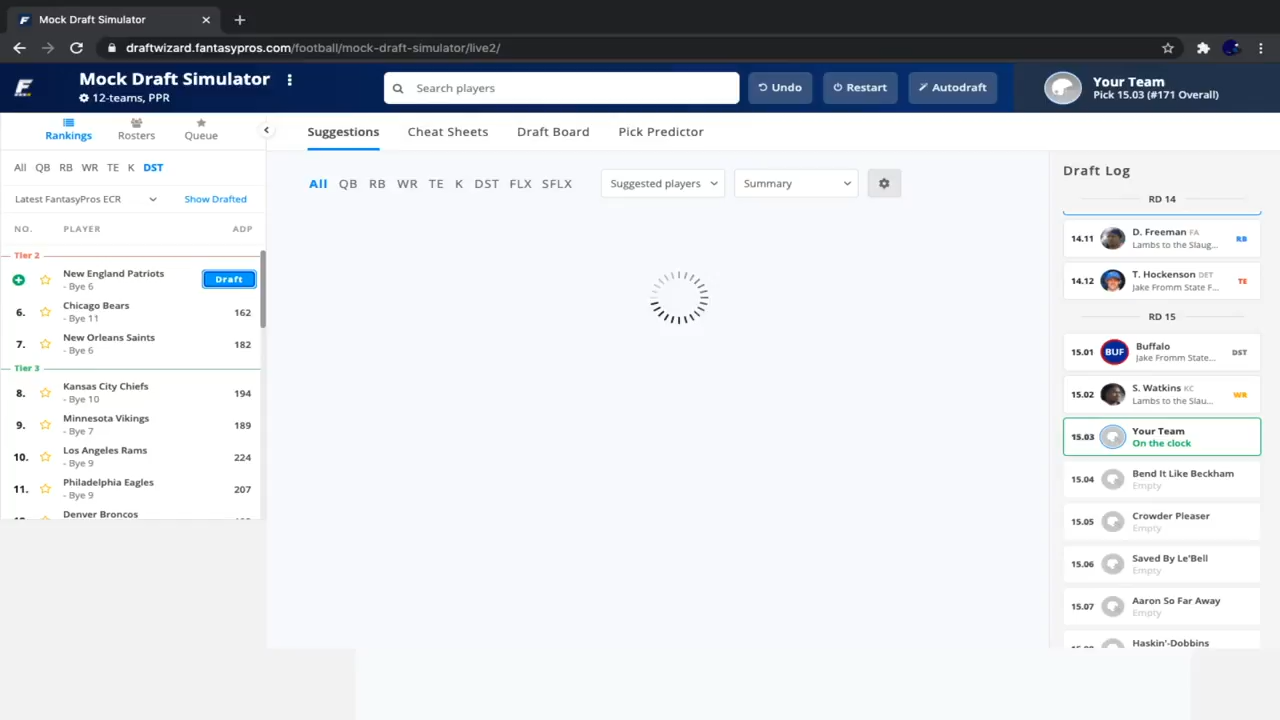 Mock Draft Simulator
draftwizard.fantasypros.com/football/mock-draft-simulator/live2/
Mock Draft Simulator
12-teams, PPR
Search players
Undo
Restart
Autodraft
Your Team
Pick 15.03 (#171 Overall)
Rankings
Rosters
Queue
Suggestions
Cheat Sheets
Draft Board
Pick Predictor
All QB RB WR TE K DST
Latest FantasyPros ECR
Show Drafted
NO. PLAYER ADP
Tier 2
New England Patriots
- Bye 6
Draft
6. Chicago Bears 162
- Bye 11
7. New Orleans Saints 182
- Bye 6
Tier 3
8. Kansas City Chiefs 194
- Bye 10
9. Minnesota Vikings 189
- Bye 7
10. Los Angeles Rams 224
- Bye 9
11. Philadelphia Eagles 207
- Bye 9
Denver Broncos
All QB RB WR TE K DST FLX SFLX
Suggested players
Summary
Draft Log
RD 14
14.11 D. Freeman FA RB
Lambs to the Slaug...
14.12 T. Hockenson DET TE
Jake Fromm State F...
RD 15
15.01 BUF Buffalo DST
Jake Fromm State...
15.02 S. Watkins KC WR
Lambs to the Slau...
15.03 Your Team
On the clock
15.04 Bend It Like Beckham
Empty
15.05 Crowder Pleaser
Empty
15.06 Saved By Le'Bell
Empty
15.07 Aaron So Far Away
Empty
Haskin'-Dobbins